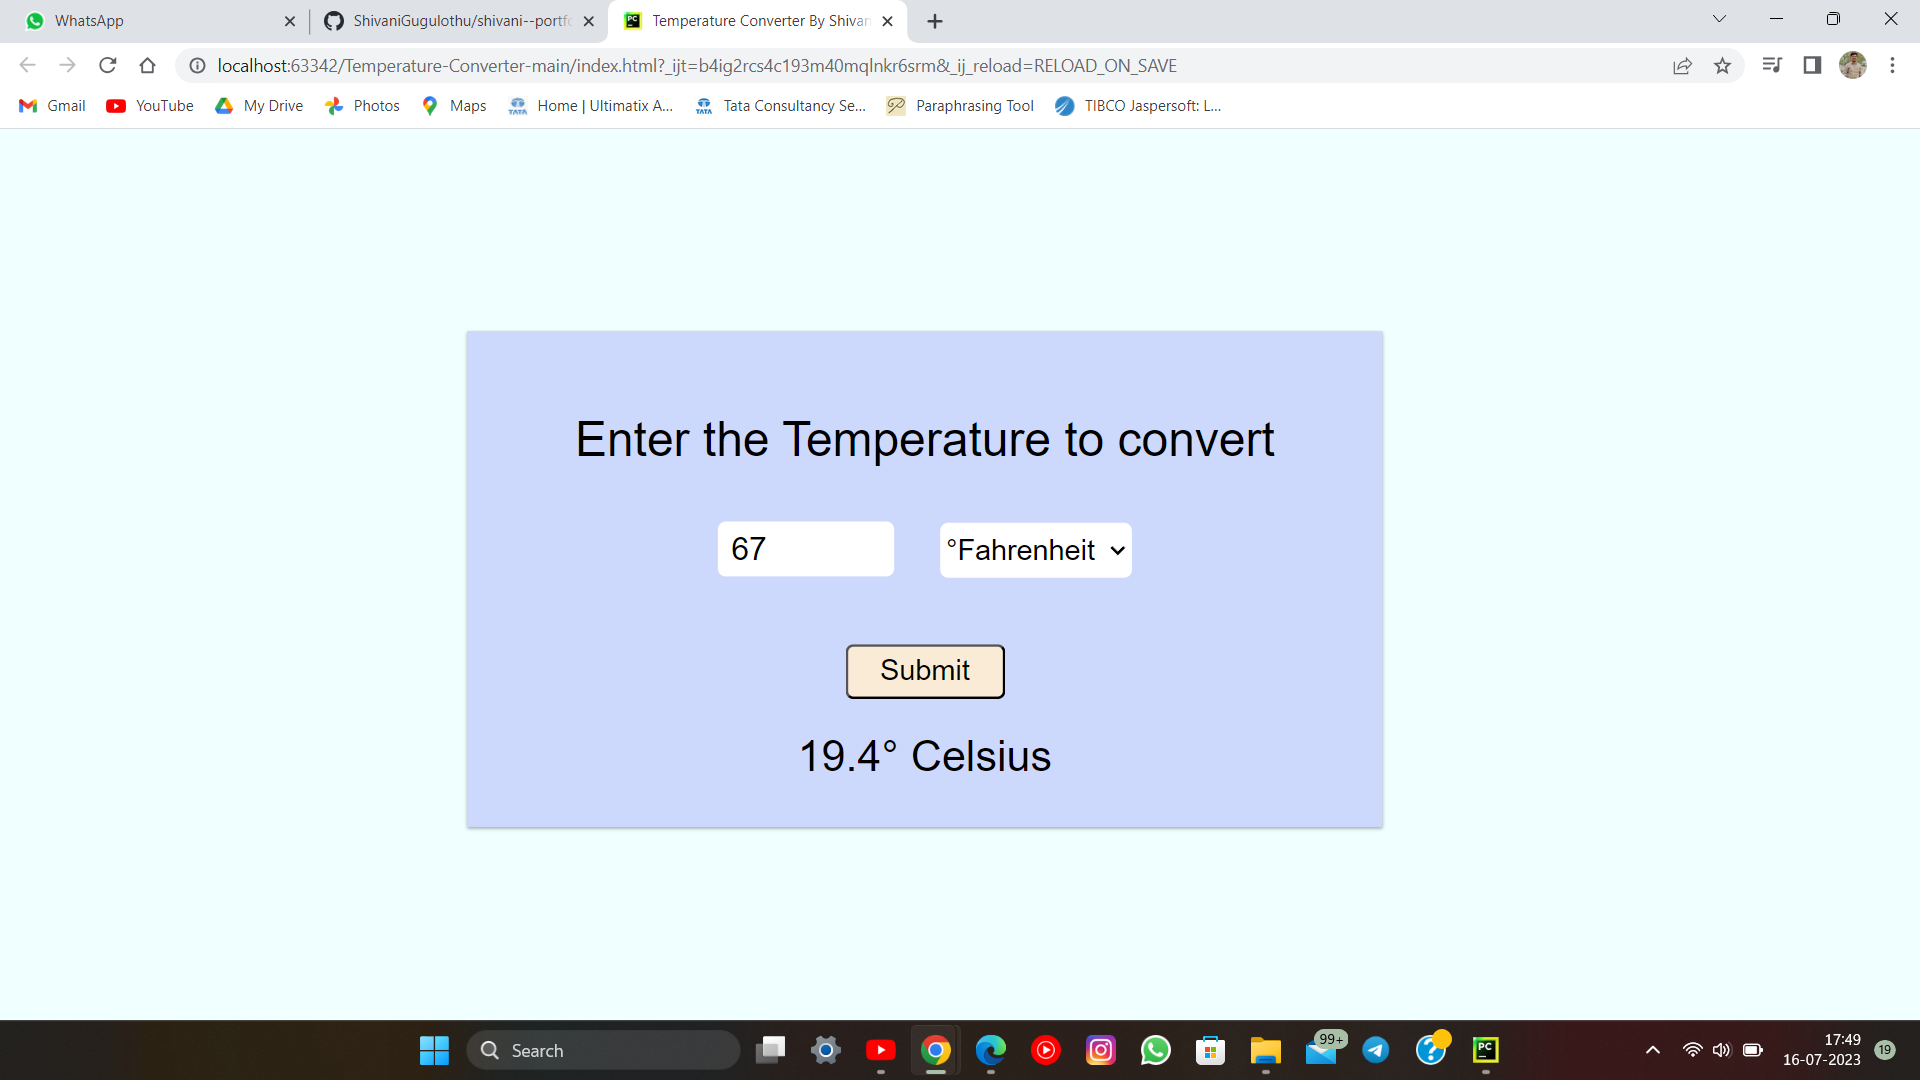 WhatsApp
ShivaniGugulothu/shivani--portfo
Temperature Converter By Shivan
localhost:63342/Temperature-Converter-main/index.html?_ijt=b4ig2rcs4c193m40mqlnkr6srm&_ij_reload=RELOAD_ON_SAVE
Gmail
YouTube
My Drive
Photos
Maps
Home | Ultimatix A...
Tata Consultancy Se...
Paraphrasing Tool
TIBCO Jaspersoft: L...
Enter the Temperature to convert
67
°Fahrenheit
Submit
19.4° Celsius
Search
99+
17:49
16-07-2023
19